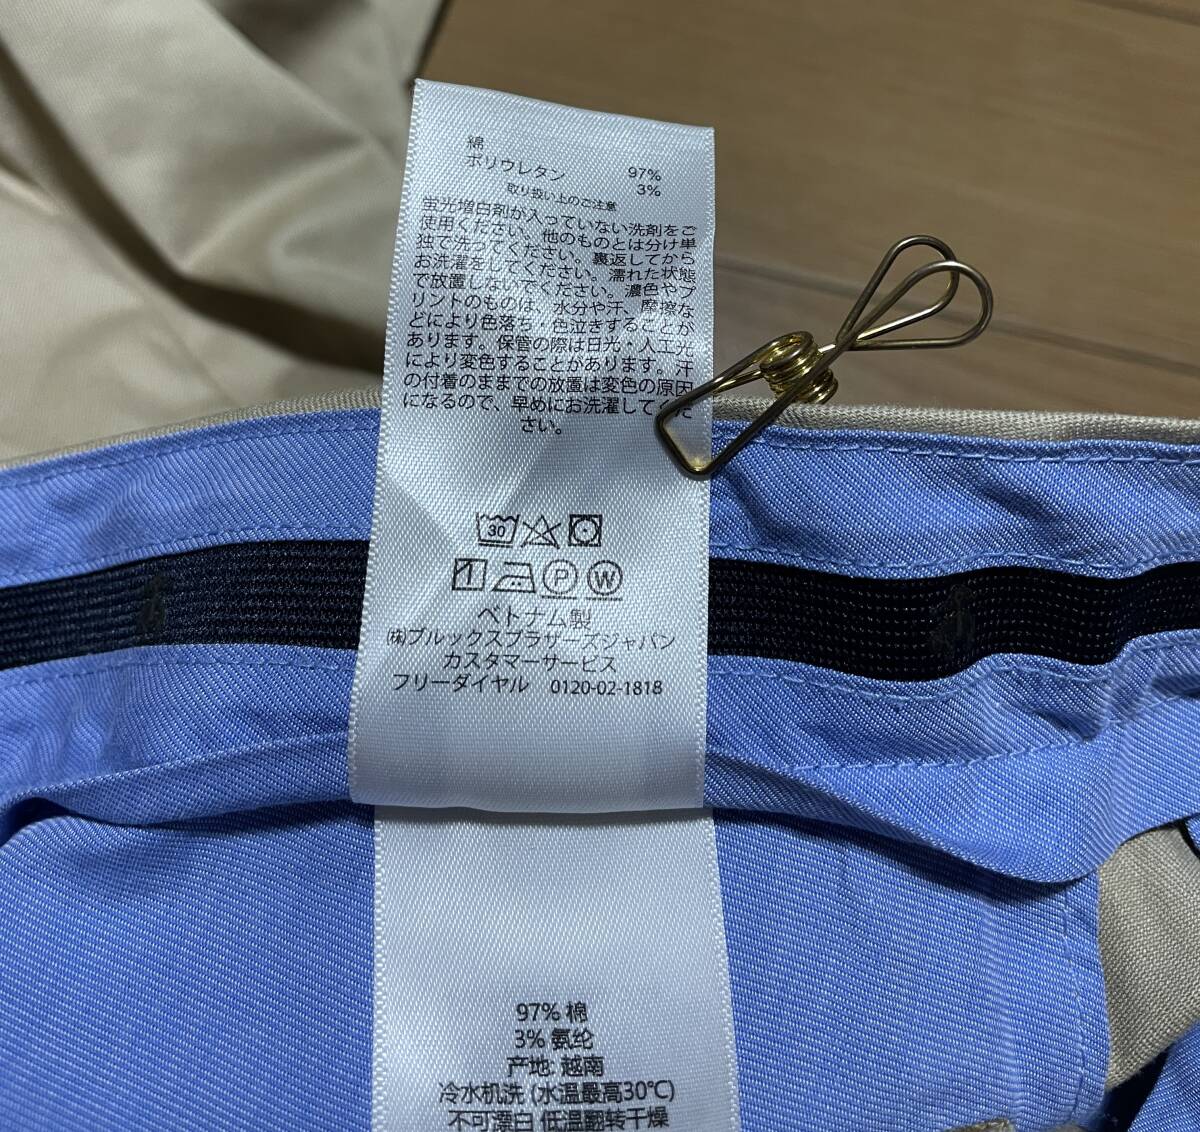 綿 97%
ポリウレタン 3%
取り扱い上のご注意
蛍光増白剤が入っていない洗剤をご
使用ください。他のものとは分け単
独で洗ってください。裏返してから
お洗濯をしてください。濡れた状態
で放置しないでください。濃色やプ
リントのものは、水分や汗、摩擦な
どにより色落ち・色泣きすることが
あります。保管の際は日光・人工光
により変色することがあります。汗
の付着のままでの放置は変色の原因
になるので、早めにお洗濯してくだ
さい。
30
P W
ベトナム製
㈱ブルックスブラザーズジャパン
カスタマーサービス
フリーダイヤル 0120-02-1818
97% 棉
3% 氨纶
产地: 越南
冷水机洗 (水温最高30℃)
不可漂白 低温翻转干燥